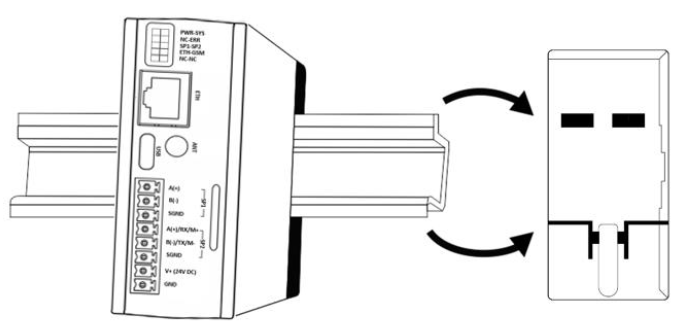 PWR-SYS
NC-ERR
SP1-SP2
ETH-GSM
NC-NC
ETH
USB
ANT
A(+)
B(-)
SGND
SP1
A(+)/RX/M+
B(-)/TX/M-
SGND
SP2
V+ (24V DC)
GND